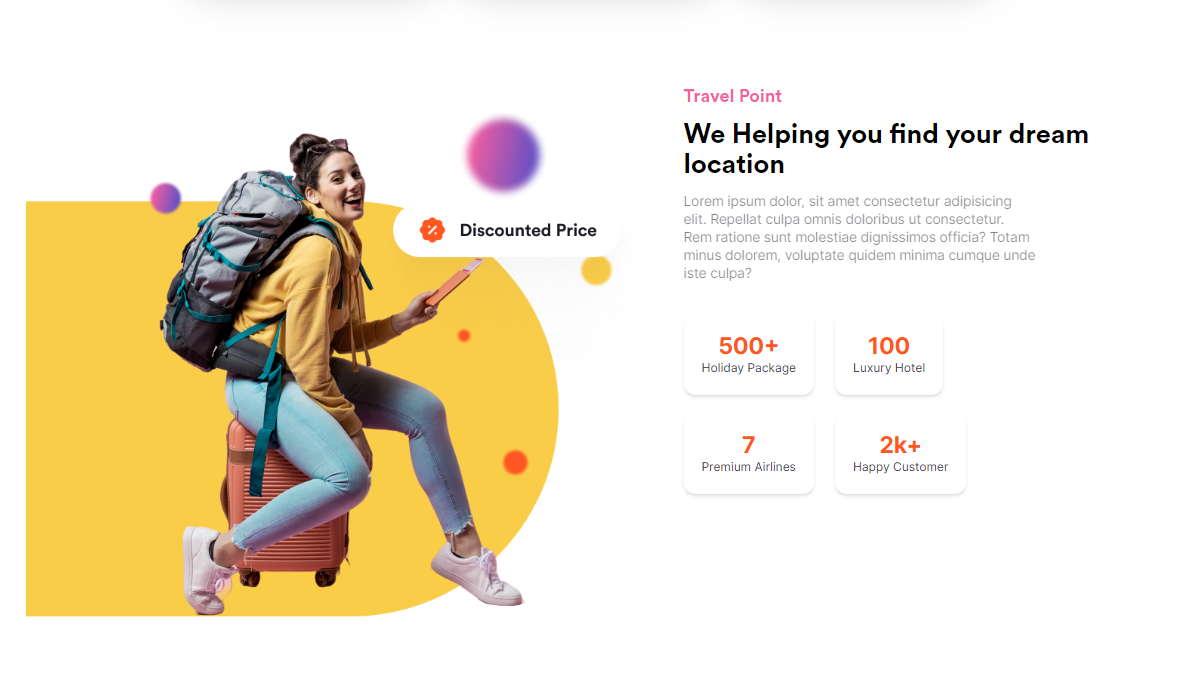 Travel Point
We Helping you find your dream
location
Discounted Price
Lorem ipsum dolor, sit amet consectetur adipisicing
elit. Repellat culpa omnis doloribus ut consectetur.
Rem ratione sunt molestiae dignissimos officia? Totam
minus dolorem, voluptate quidem minima cumque unde
iste culpa?
500+
Holiday Package
100
Luxury Hotel
7
Premium Airlines
2k+
Happy Customer